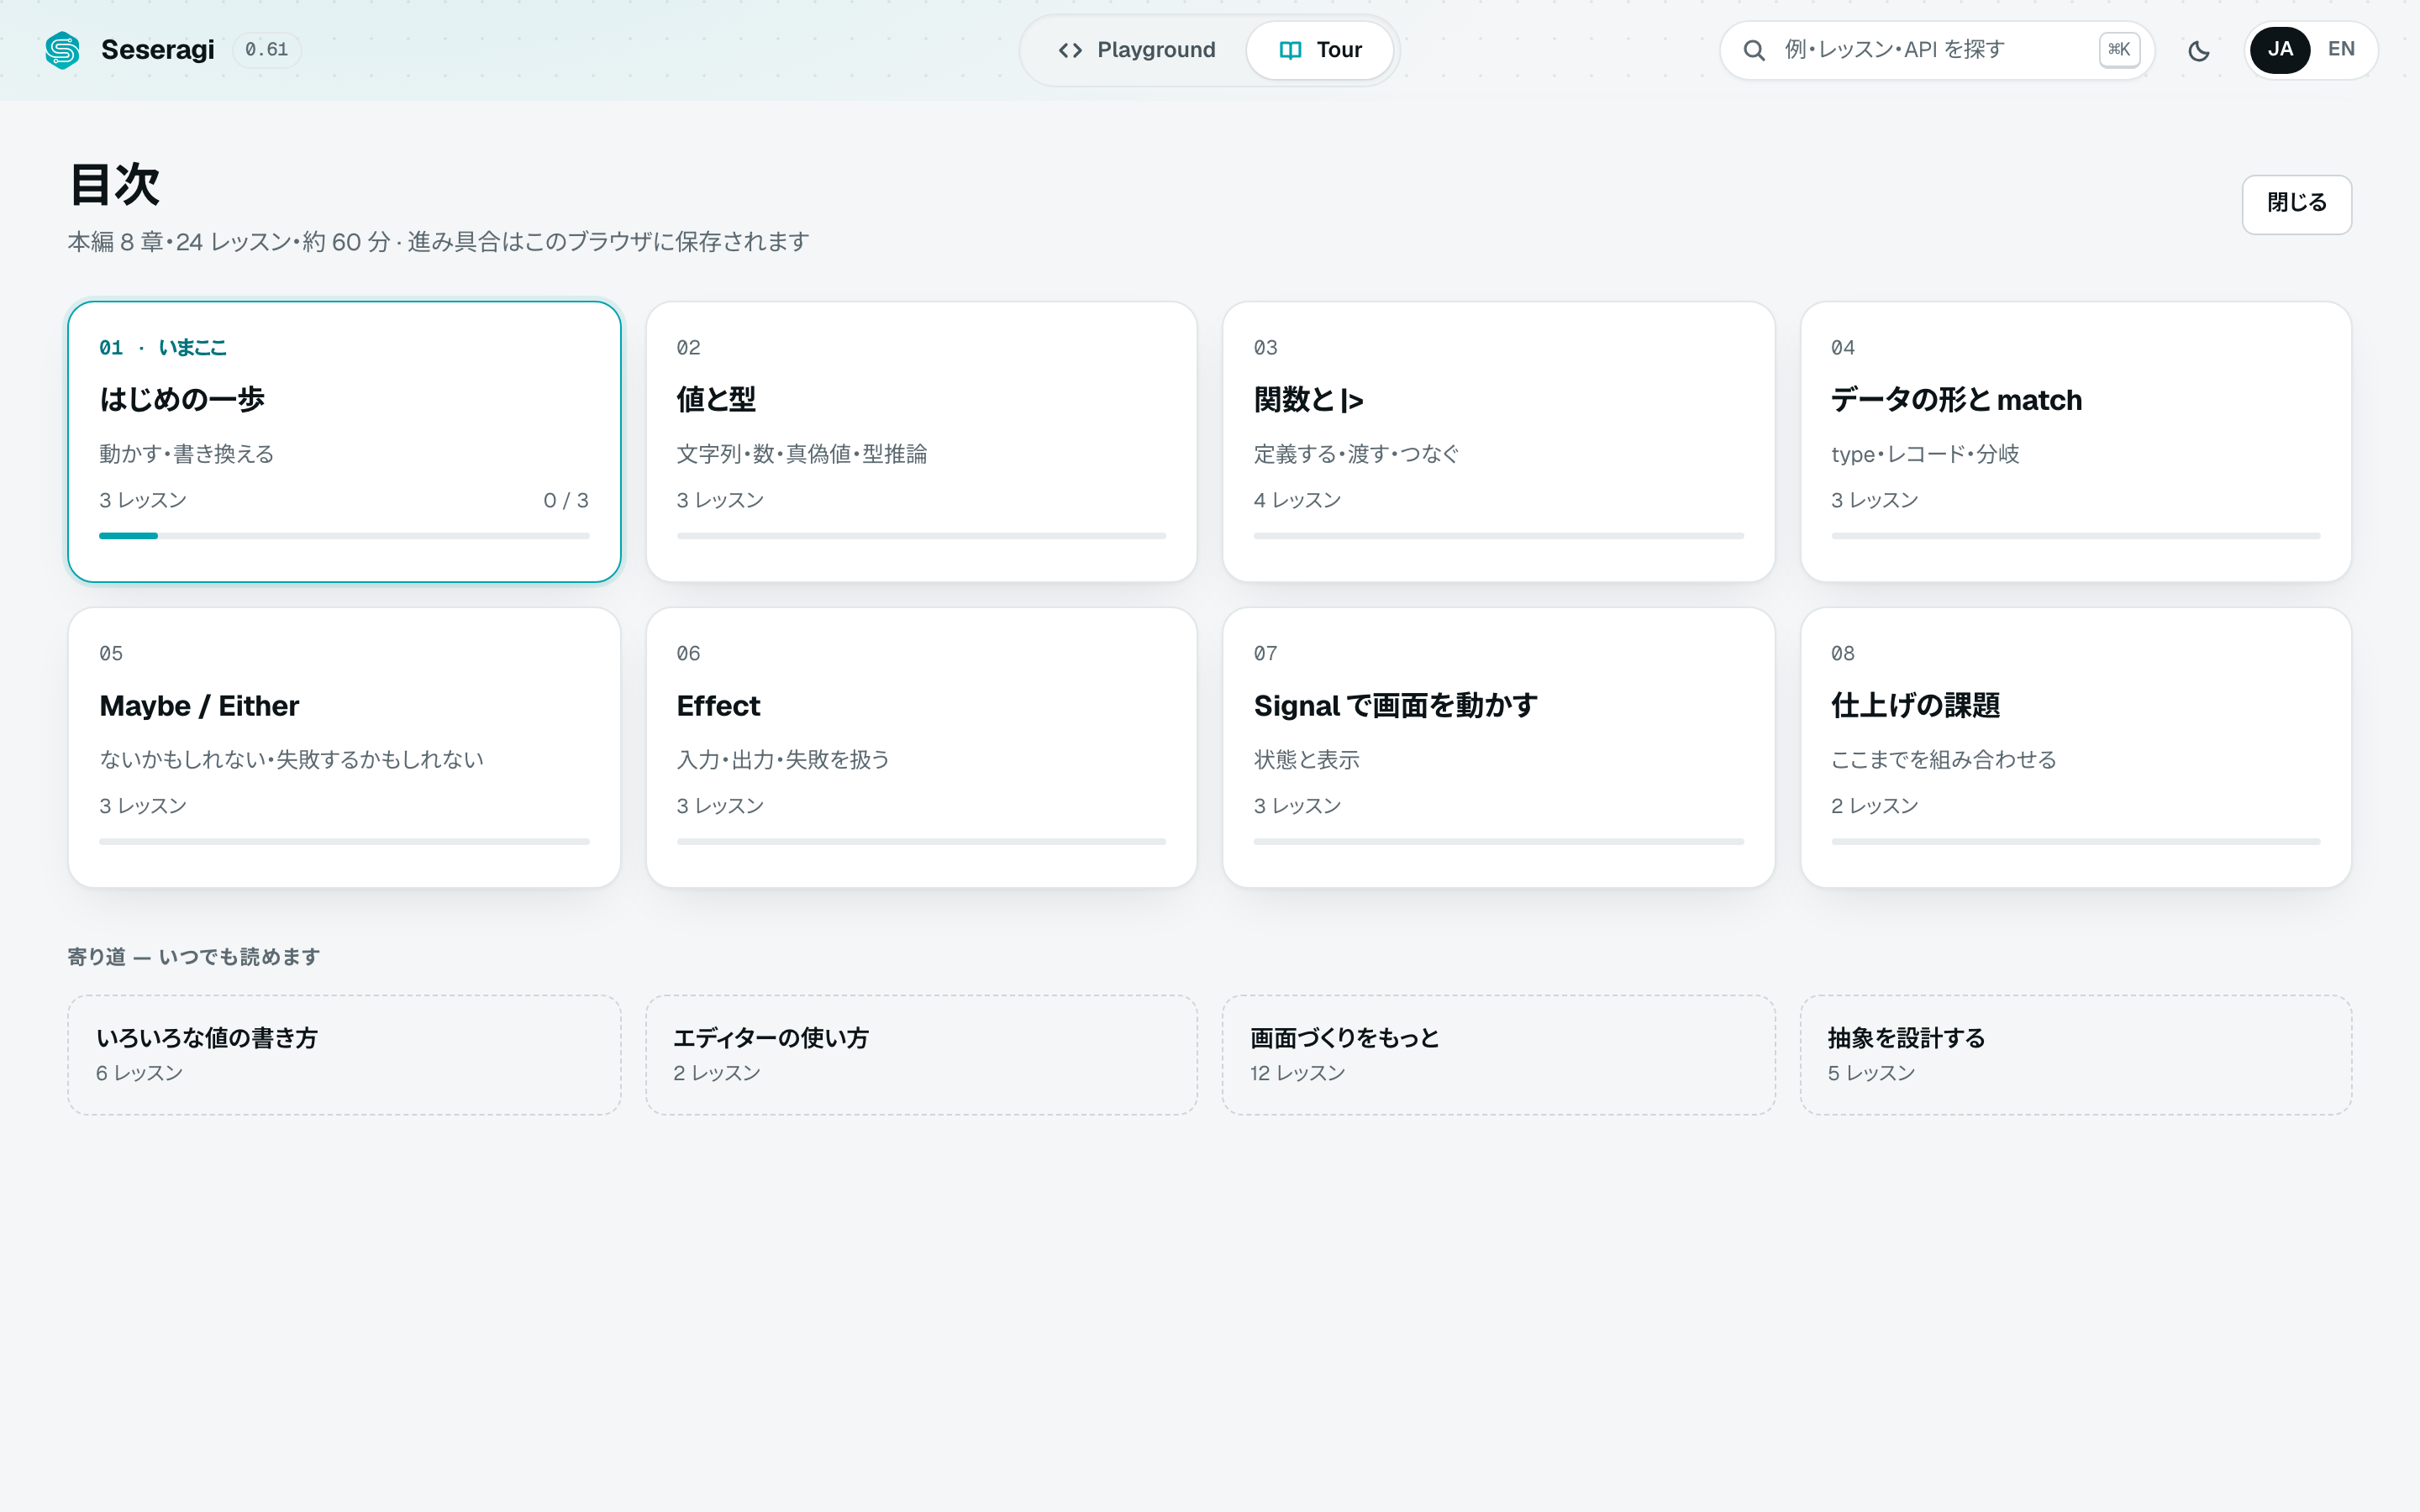 Seseragi 0.61 Playground Tour 例・レッスン・API を探す ⌘K JA EN
目次
本編 8 章・24 レッスン・約 60 分 · 進み具合はこのブラウザに保存されます
閉じる
01 · いまここ
はじめの一歩
動かす・書き換える
3 レッスン 0 / 3
02
値と型
文字列・数・真偽値・型推論
3 レッスン
03
関数と |>
定義する・渡す・つなぐ
4 レッスン
04
データの形と match
type・レコード・分岐
3 レッスン
05
Maybe / Either
ないかもしれない・失敗するかもしれない
3 レッスン
06
Effect
入力・出力・失敗を扱う
3 レッスン
07
Signal で画面を動かす
状態と表示
3 レッスン
08
仕上げの課題
ここまでを組み合わせる
2 レッスン
寄り道 — いつでも読めます
いろいろな値の書き方
6 レッスン
エディターの使い方
2 レッスン
画面づくりをもっと
12 レッスン
抽象を設計する
5 レッスン